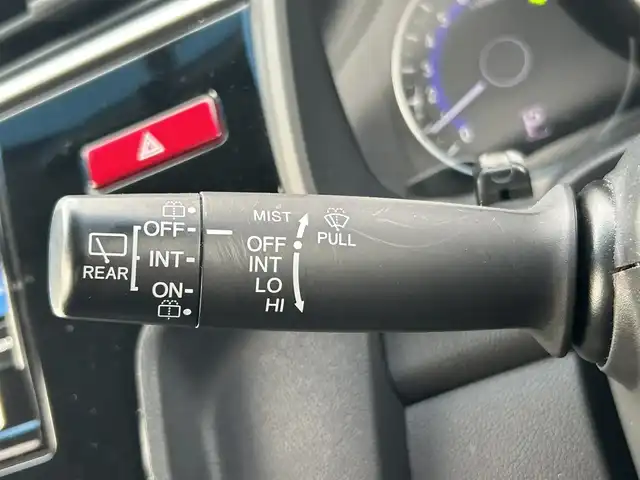 MIST
PULL
OFF
INT
LO
HI
OFF
INT
ON
REAR